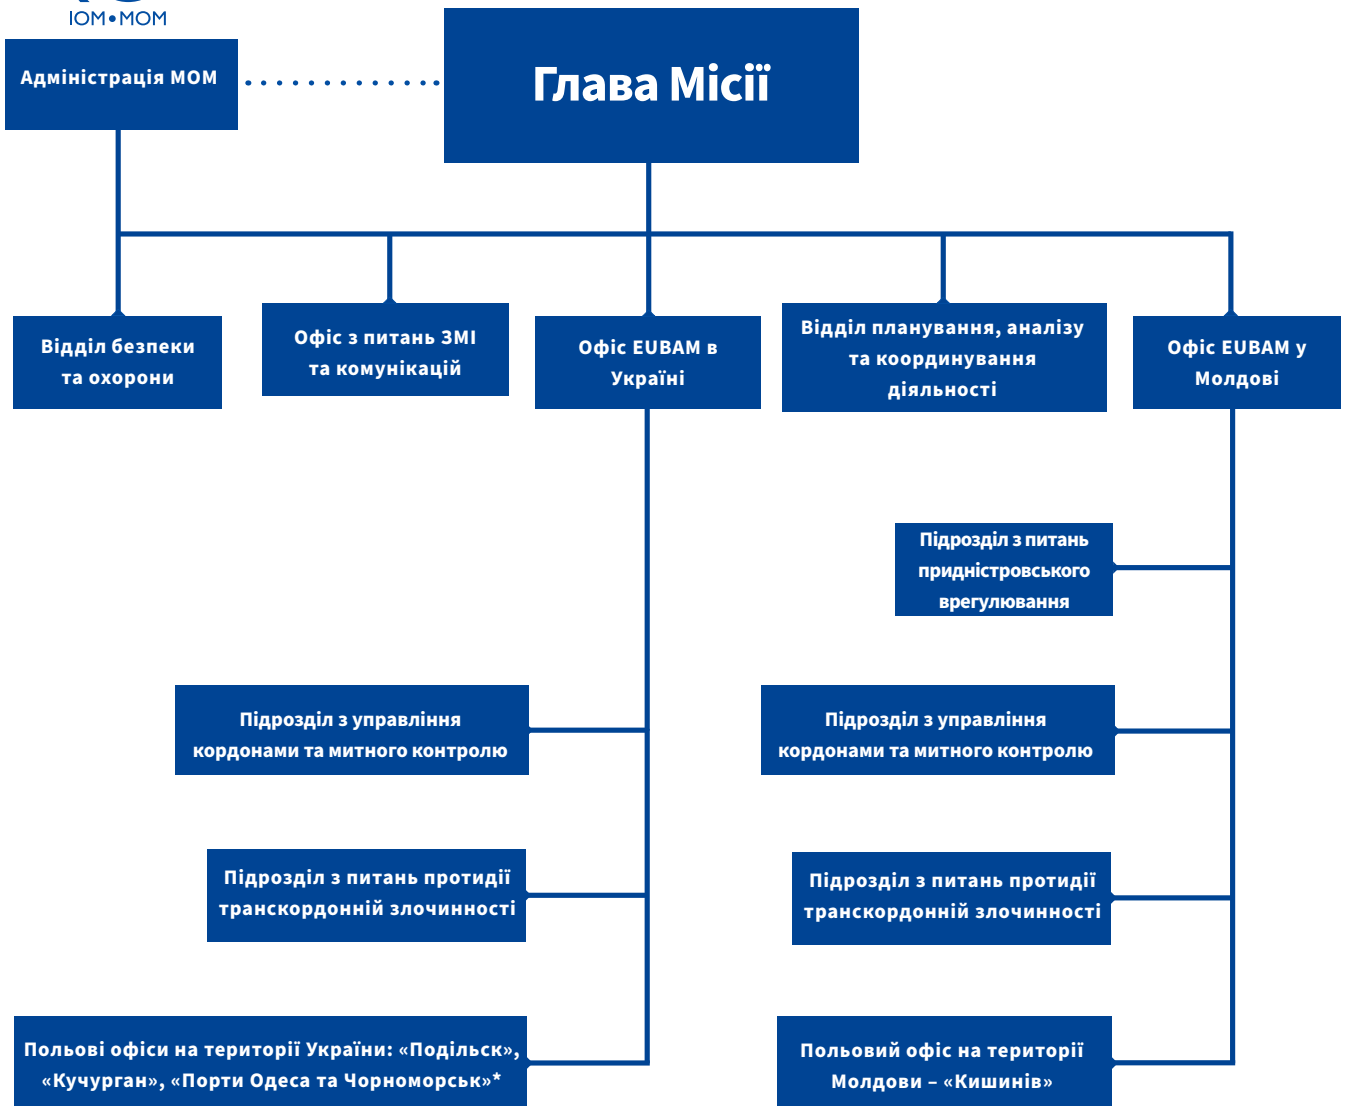 IOM•MOM
Адміністрація МОМ
Глава Місії
Відділ безпеки
та охорони
Офіс з питань ЗМІ
та комунікацій
Офіс EUBAM в
Україні
Відділ планування, аналізу
та координування
діяльності
Офіс EUBAM у
Молдові
Підрозділ з питань
придністровського
врегулювання
Підрозділ з управління
кордонами та митного контролю
Підрозділ з управління
кордонами та митного контролю
Підрозділ з питань протидії
транскордонній злочинності
Підрозділ з питань протидії
транскордонній злочинності
Польові офіси на території України: «Подільск»,
«Кучурган», «Порти Одеса та Чорноморськ»*
Польовий офіс на території
Молдови – «Кишинів»